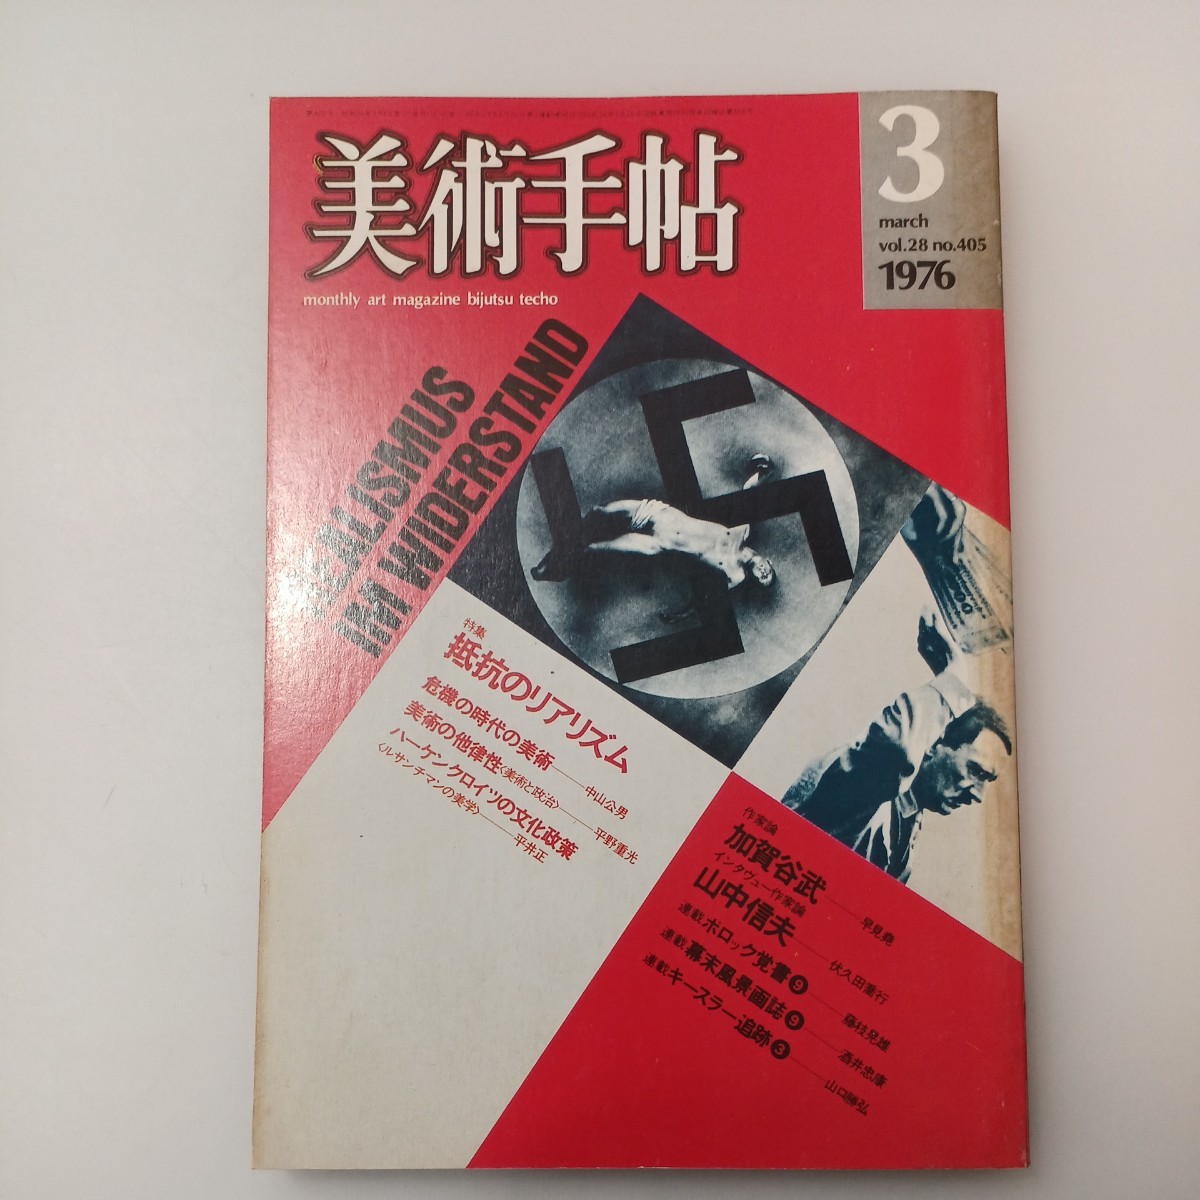 美術手帖
monthly art magazine bijutsu techo
3
march
vol.28 no.405
1976
REALISMUS
IM WIDERSTAND
特集
抵抗のリアリズム
危機の時代の美術——中山公男
美術の他律性〈美術と政治〉——平野重光
ハーケンクロイツの文化政策
〈ルサンチマンの美学〉——平井正
作家論
加賀谷武——早見堯
インタヴュー作家論
山中信夫——伏久田喬行
連載 ポロック覚書❾——藤枝晃雄
連載 幕末風景画誌❾——酒井忠康
連載 キースラー追跡❸——山口勝弘